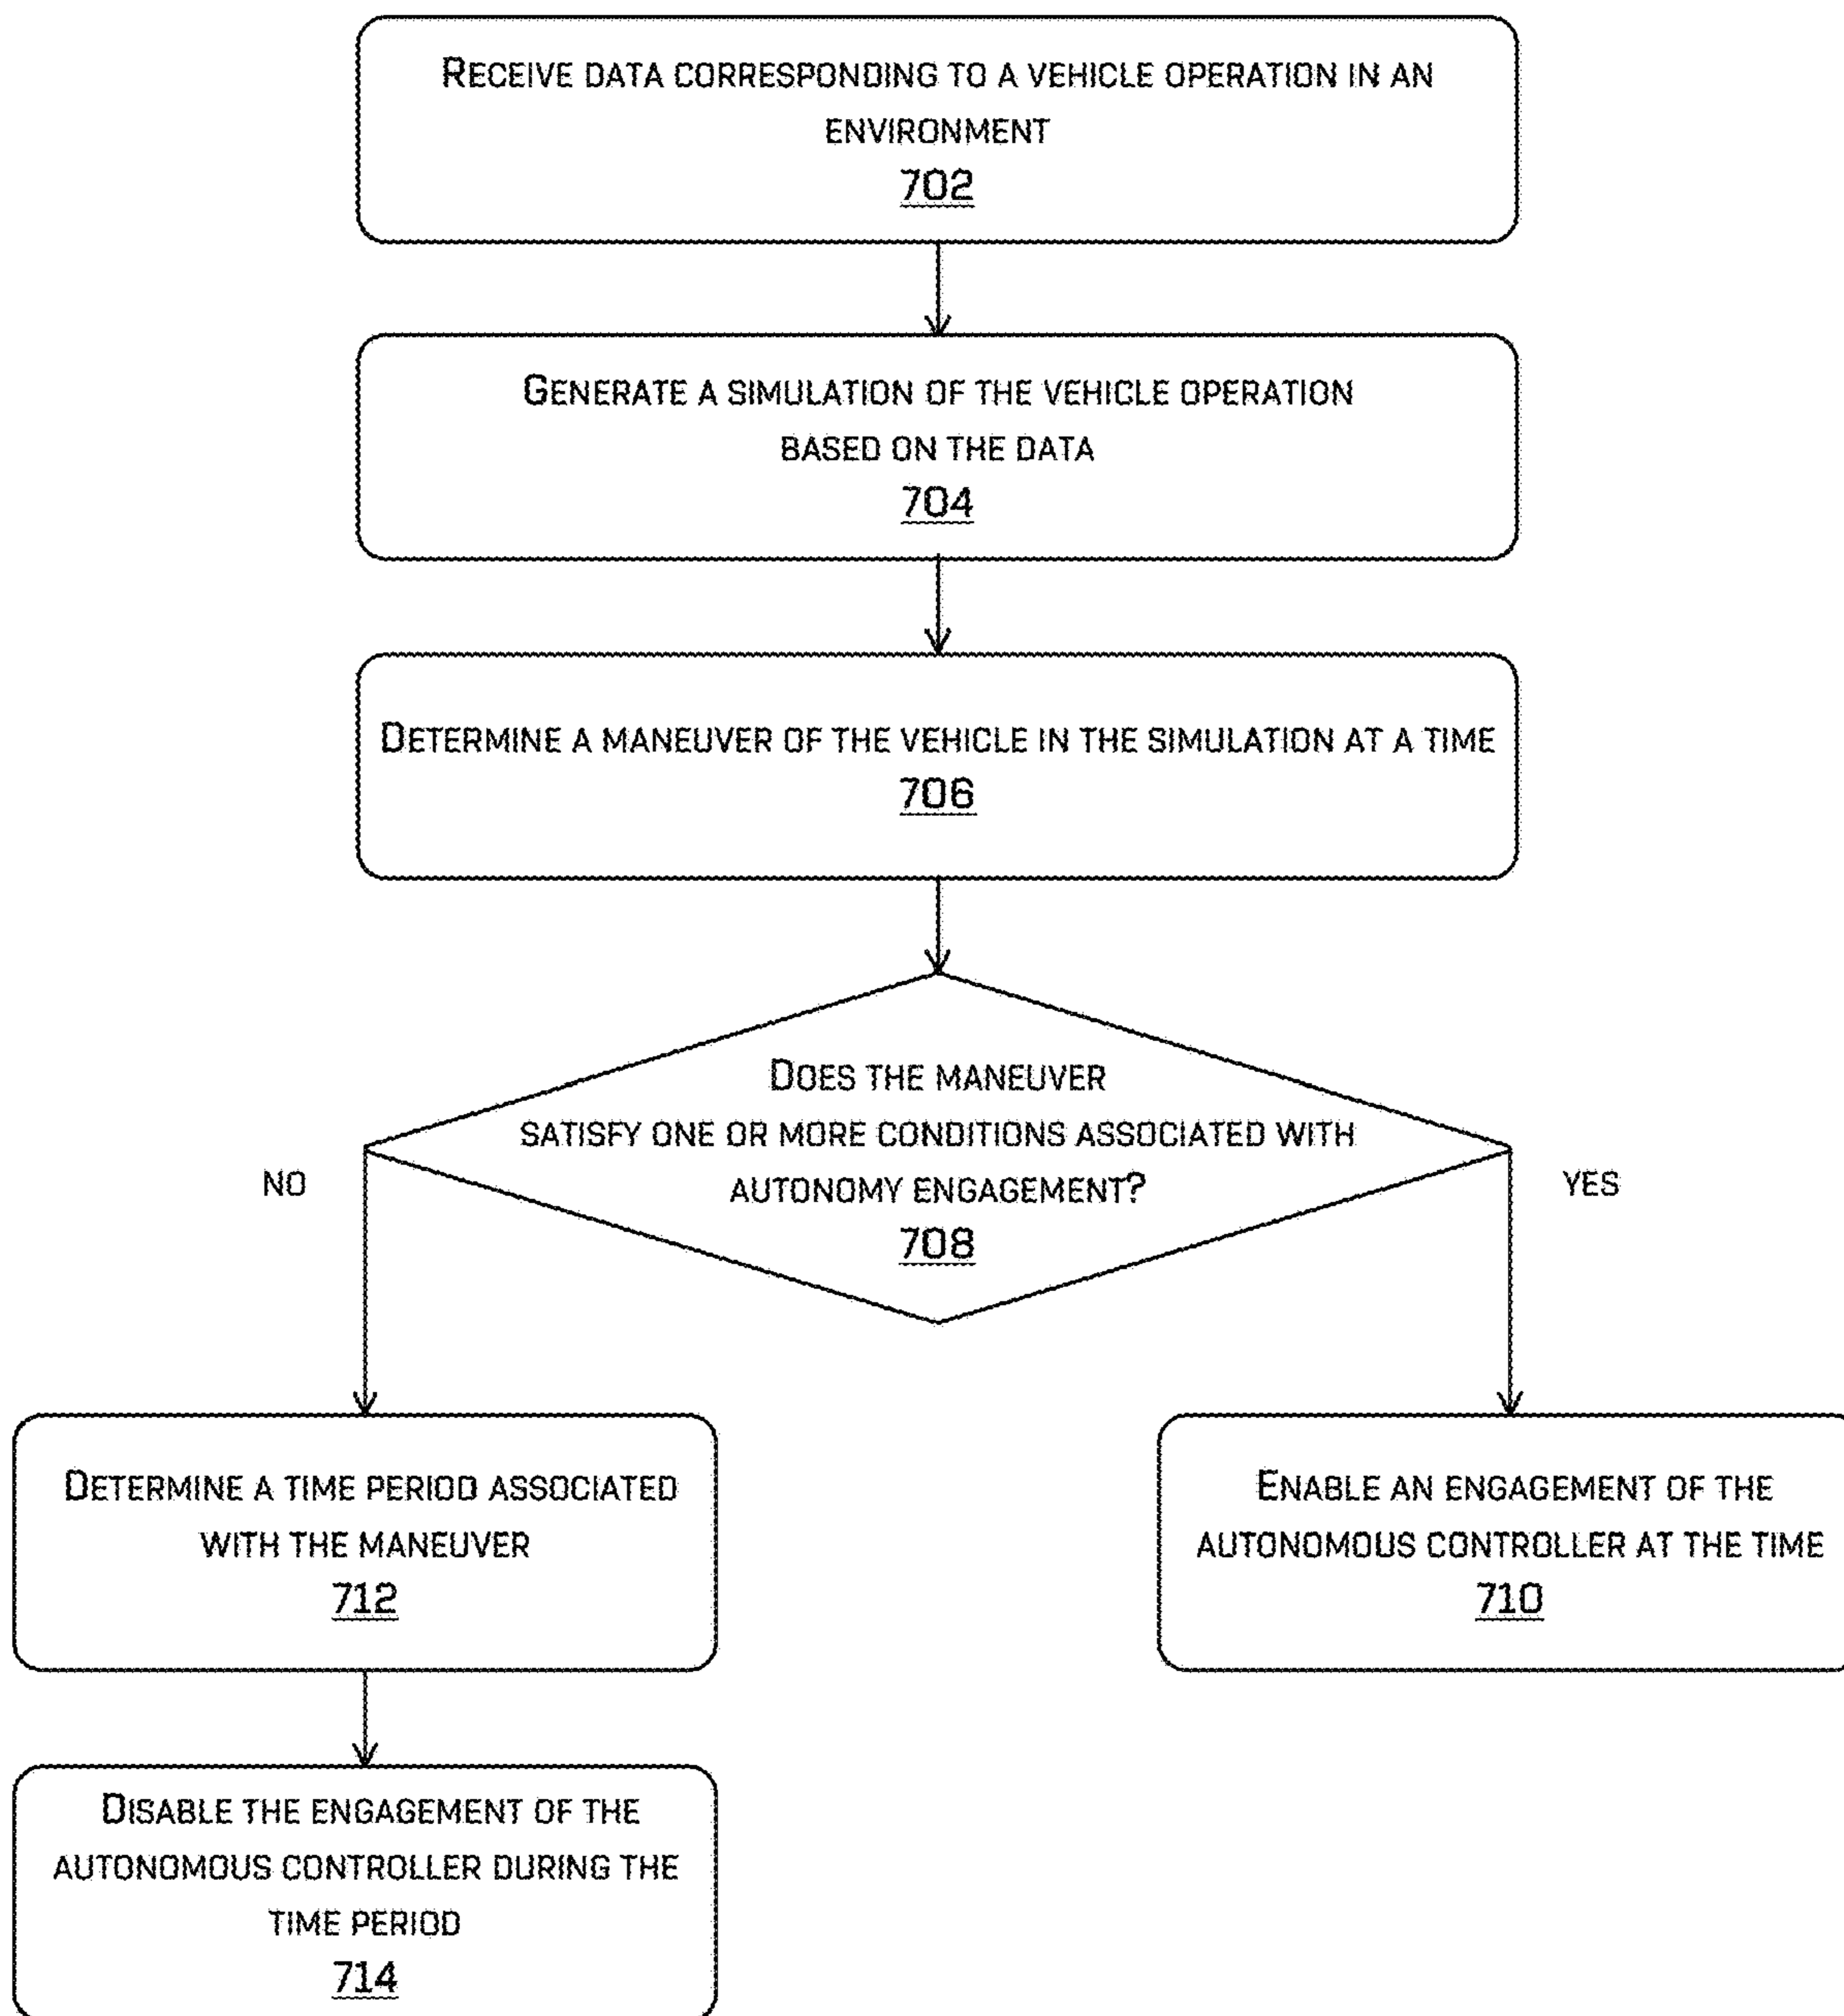 RECEIVE DATA CORRESPONDING TO A VEHICLE OPERATION IN AN
ENVIRONMENT
702
GENERATE A SIMULATION OF THE VEHICLE OPERATION
BASED ON THE DATA
704
DETERMINE A MANEUVER OF THE VEHICLE IN THE SIMULATION AT A TIME
706
DOES THE MANEUVER
SATISFY ONE OR MORE CONDITIONS ASSOCIATED WITH
AUTONOMY ENGAGEMENT?
708
NO
YES
DETERMINE A TIME PERIOD ASSOCIATED
WITH THE MANEUVER
712
ENABLE AN ENGAGEMENT OF THE
AUTONOMOUS CONTROLLER AT THE TIME
710
DISABLE THE ENGAGEMENT OF THE
AUTONOMOUS CONTROLLER DURING THE
TIME PERIOD
714